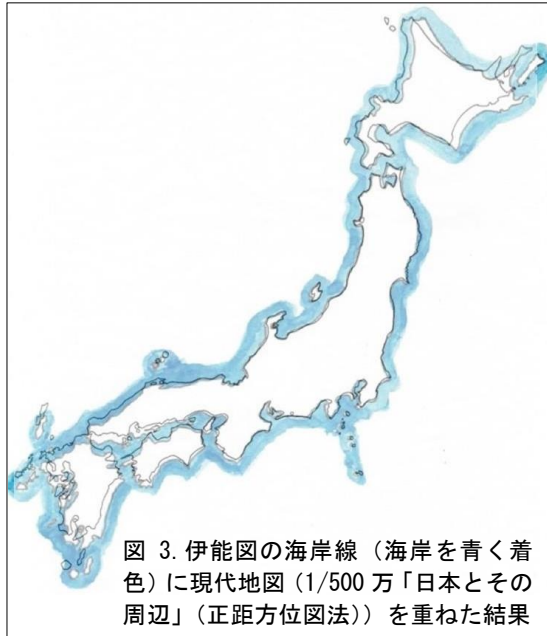 図 3. 伊能図の海岸線（海岸を青く着
色）に現代地図（1/500 万「日本とその
周辺」（正距方位図法））を重ねた結果